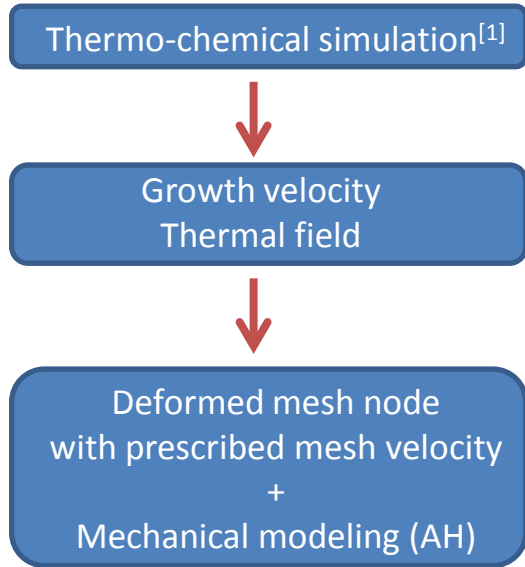 Thermo-chemical simulation[1]
Growth velocity
Thermal field
Deformed mesh node
with prescribed mesh velocity
+
Mechanical modeling (AH)